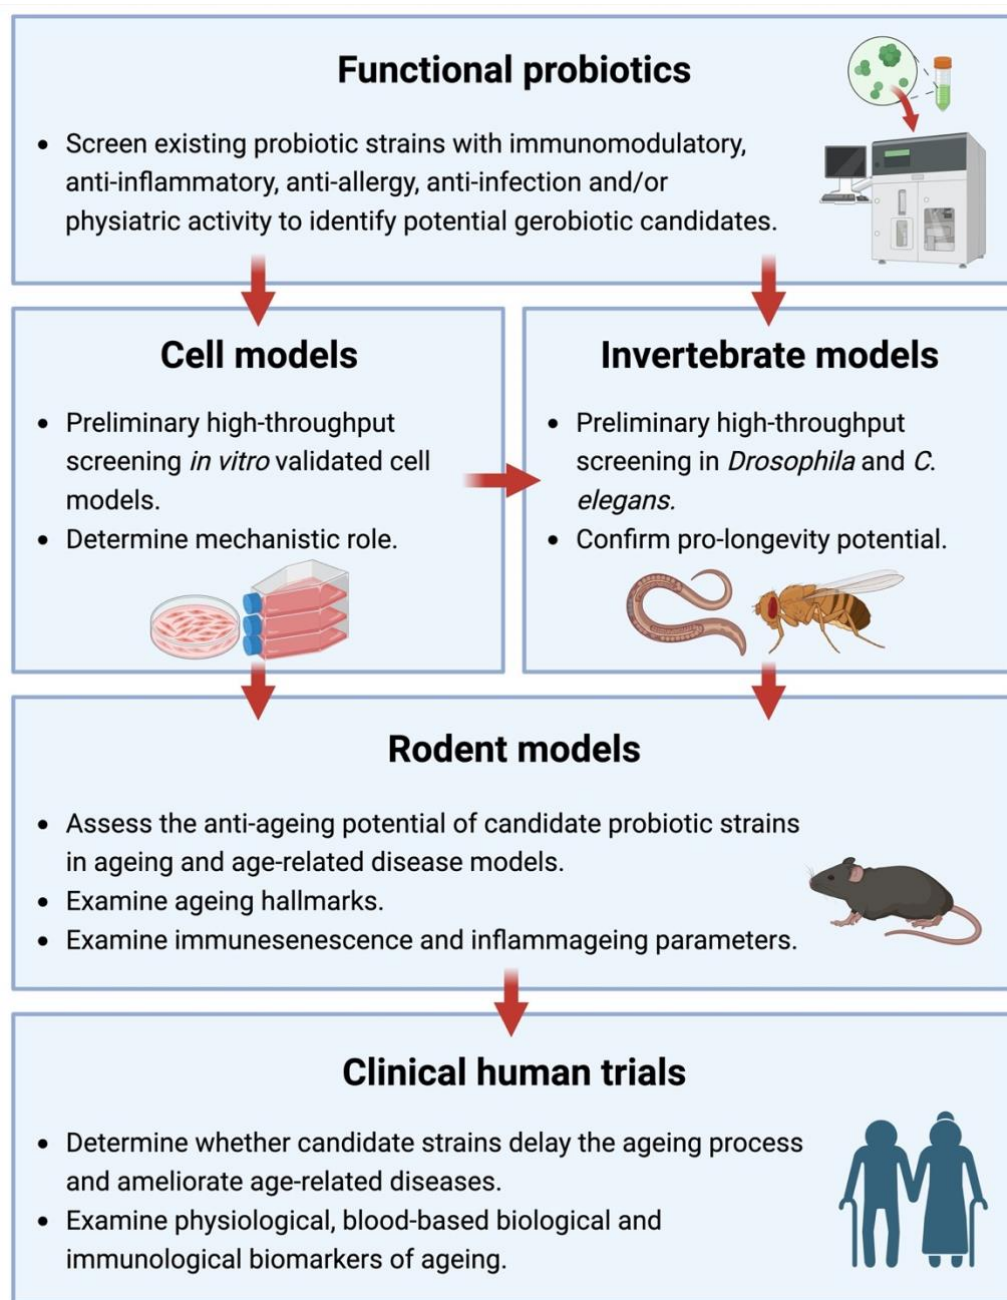 Functional probiotics
• Screen existing probiotic strains with immunomodulatory,
anti-inflammatory, anti-allergy, anti-infection and/or
physiatric activity to identify potential gerobiotic candidates.
Cell models
• Preliminary high-throughput
screening in vitro validated cell
models.
• Determine mechanistic role.
Invertebrate models
• Preliminary high-throughput
screening in Drosophila and C.
elegans.
• Confirm pro-longevity potential.
Rodent models
• Assess the anti-ageing potential of candidate probiotic strains
in ageing and age-related disease models.
• Examine ageing hallmarks.
• Examine immunesenescence and inflammageing parameters.
Clinical human trials
• Determine whether candidate strains delay the ageing process
and ameliorate age-related diseases.
• Examine physiological, blood-based biological and
immunological biomarkers of ageing.